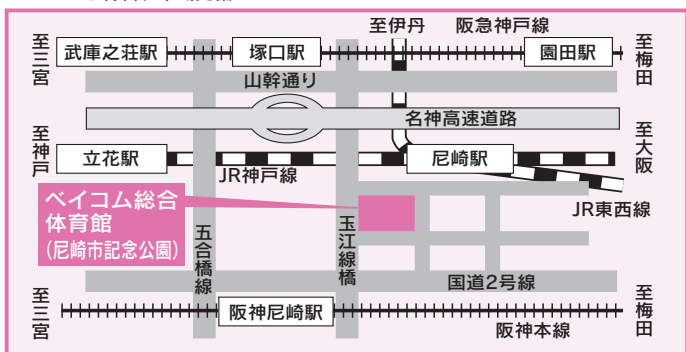 至伊丹
阪急神戸線
至三宮
武庫之荘駅
塚口駅
園田駅
至梅田
山幹通り
名神高速道路
至神戸
立花駅
尼崎駅
至大阪
JR神戸線
ベイコム総合
体育館
(尼崎市記念公園)
JR東西線
五合橋線
玉江線橋
国道2号線
至三宮
阪神尼崎駅
至梅田
阪神本線